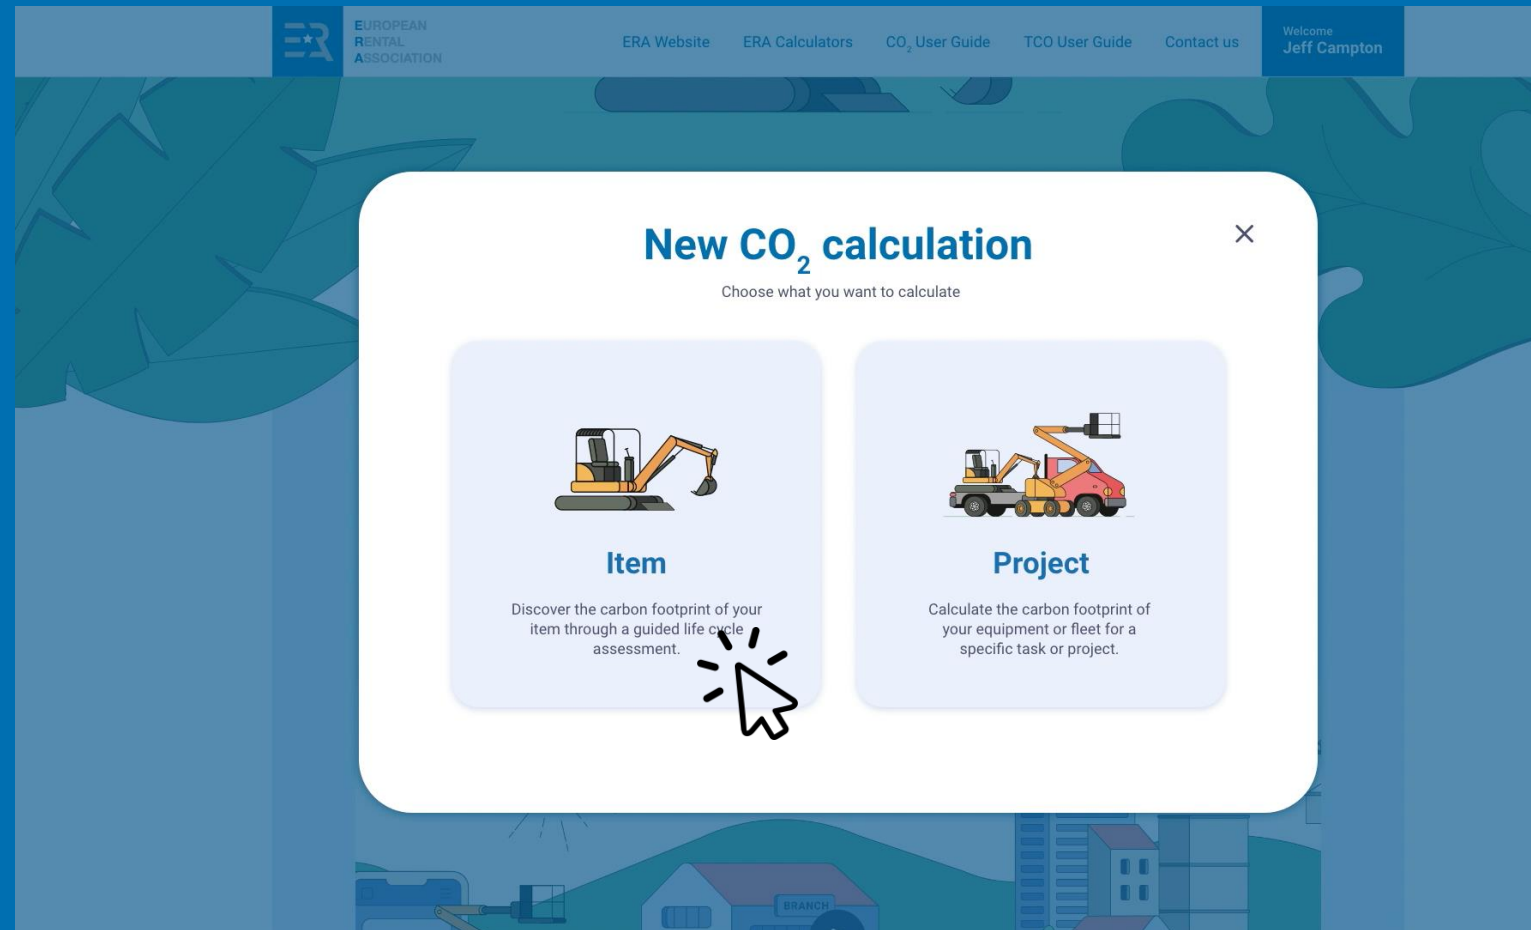 EUROPEAN
RENTAL
ASSOCIATION
ERA Website
ERA Calculators
CO₂ User Guide
TCO User Guide
Contact us
Welcome
Jeff Campton
New CO₂ calculation
Choose what you want to calculate
Item
Discover the carbon footprint of your
item through a guided life cycle
assessment.
Project
Calculate the carbon footprint of
your equipment or fleet for a
specific task or project.
BRANCH